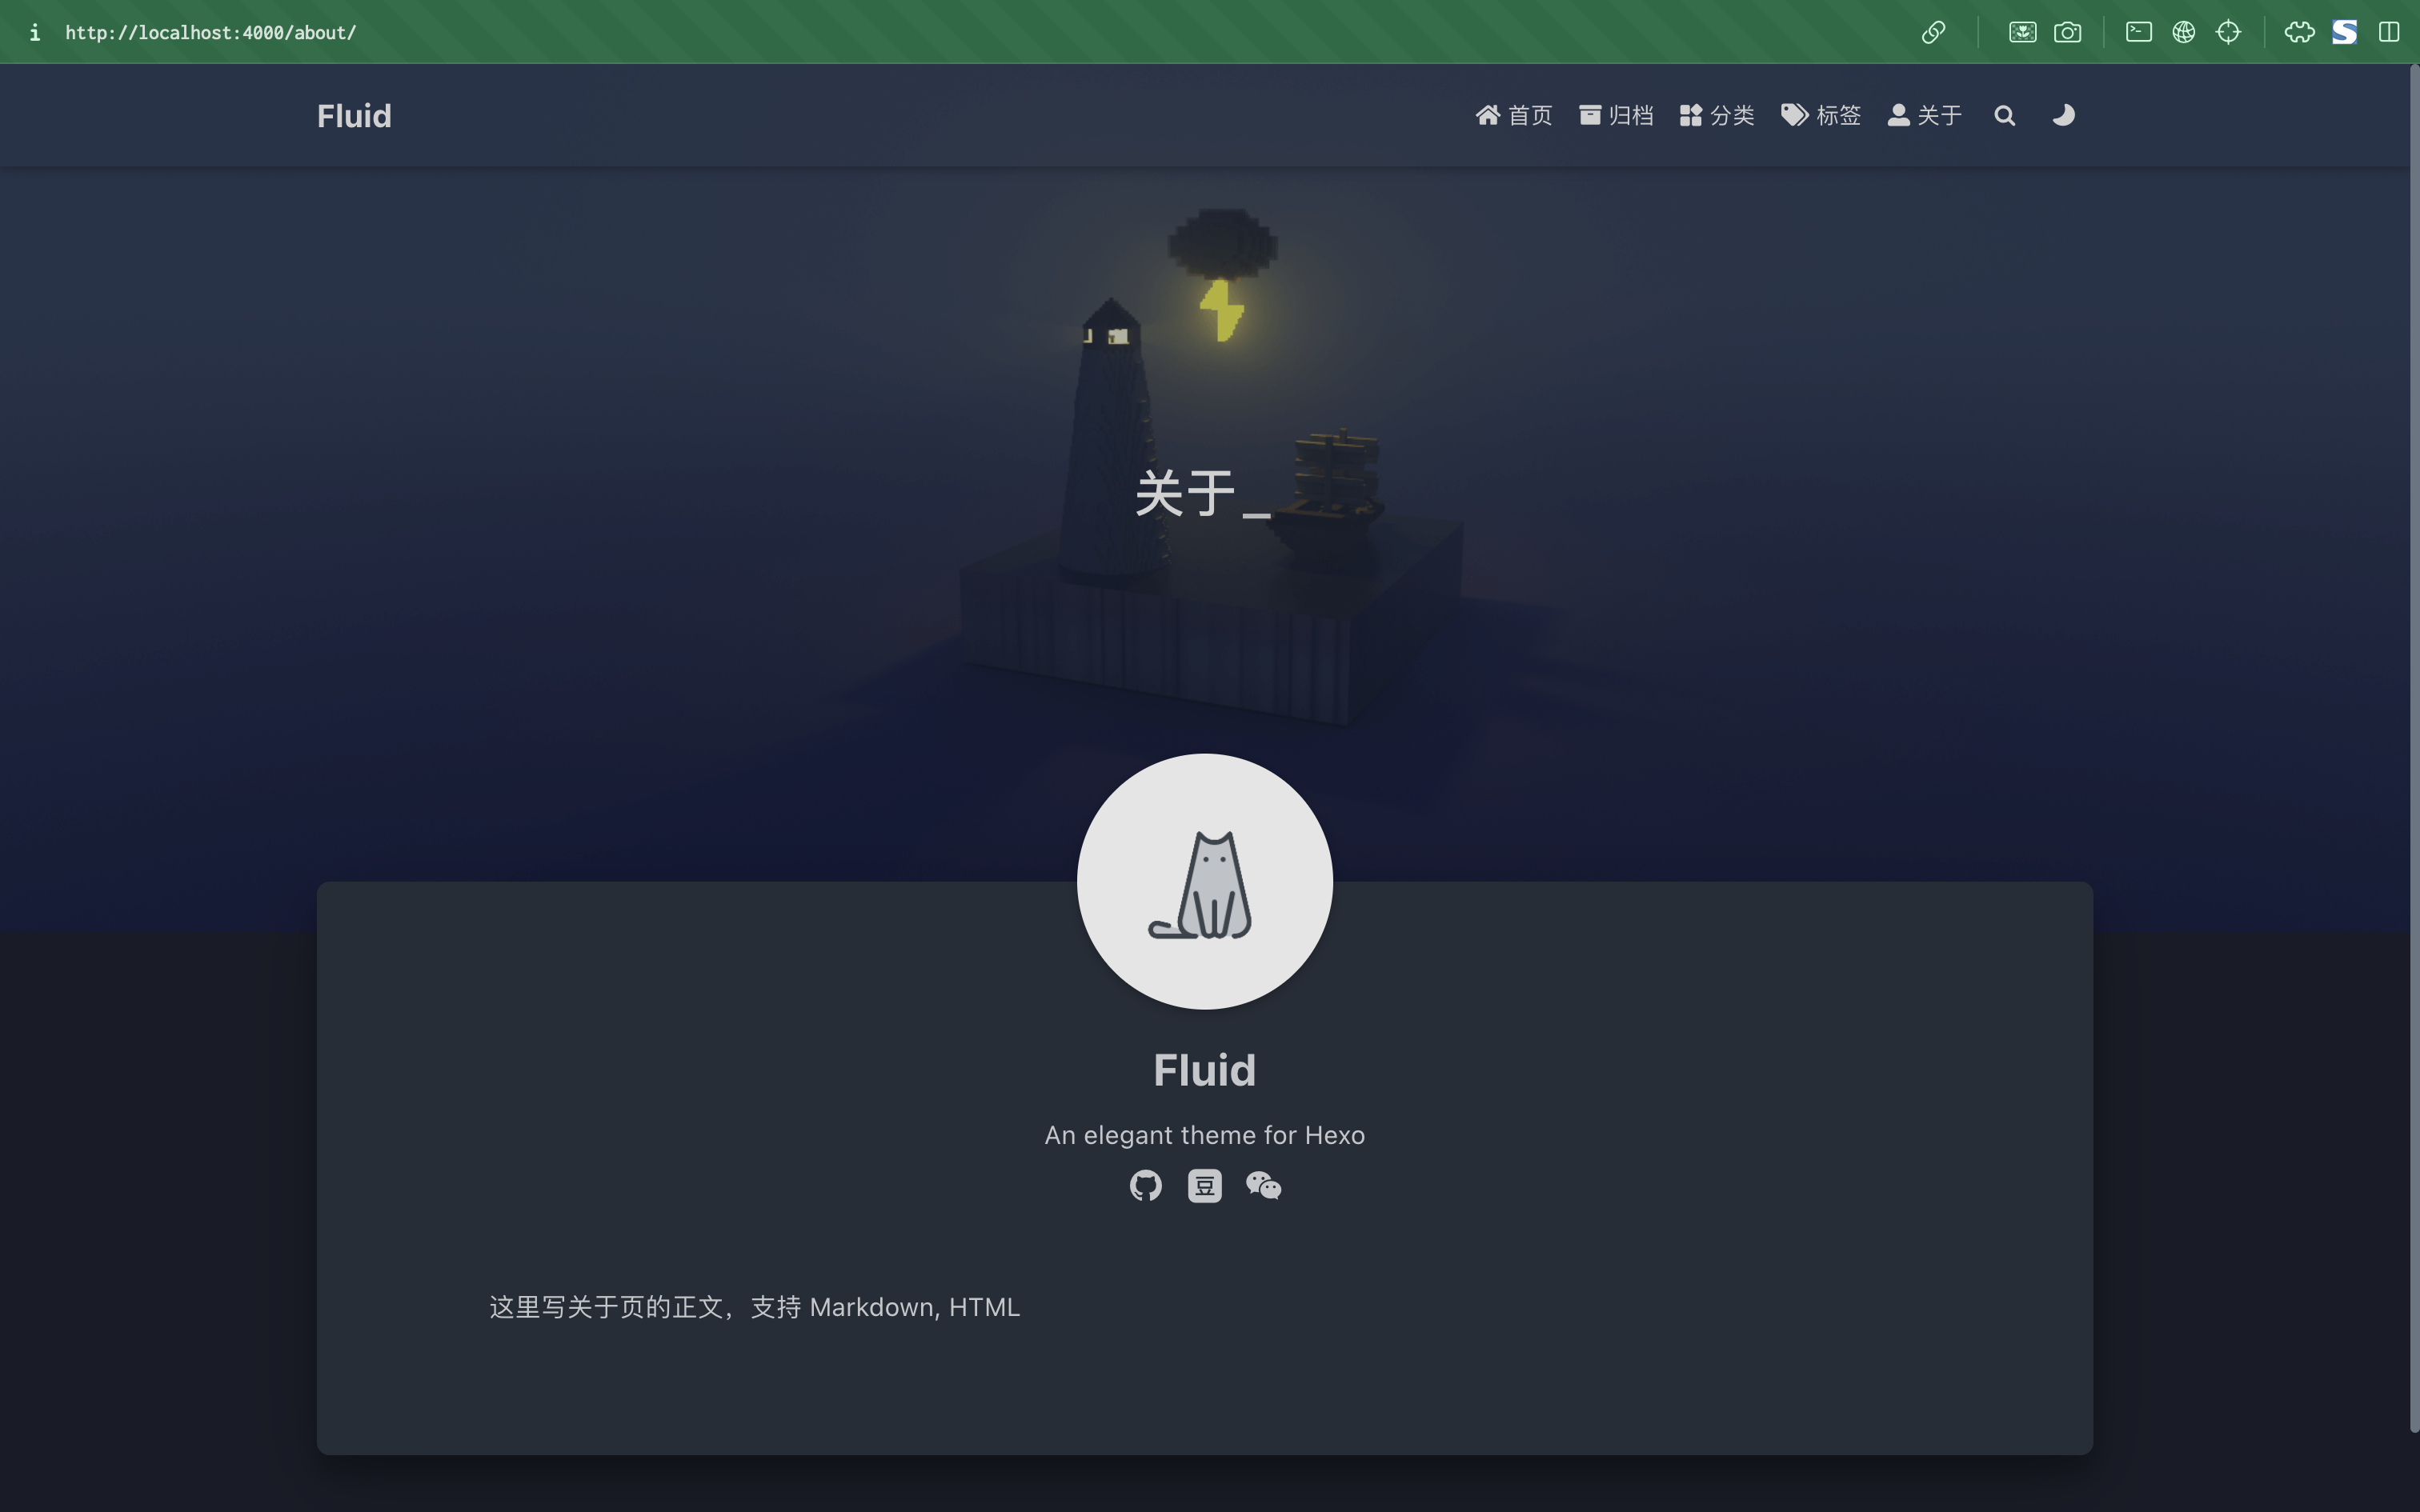 http://localhost:4000/about/
Fluid
首页 归档 分类 标签 关于
关于_
Fluid
An elegant theme for Hexo
豆
这里写关于页的正文，支持 Markdown, HTML